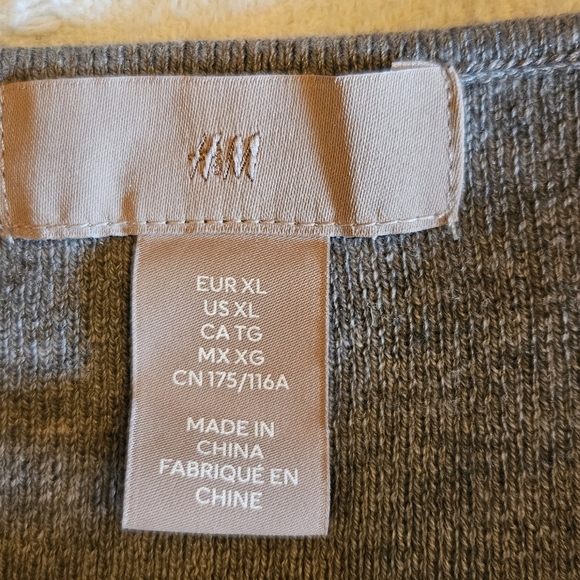 H&M
EUR XL
US XL
CA TG
MX XG
CN 175/116A
MADE IN
CHINA
FABRIQUÉ EN
CHINE